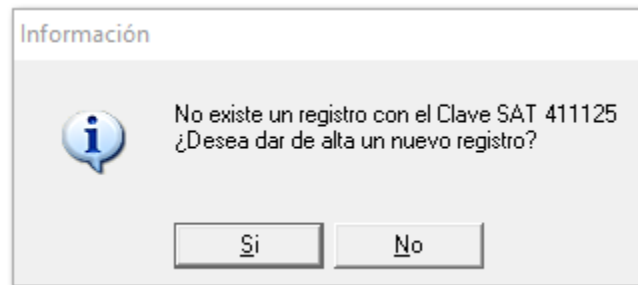 Información
No existe un registro con el Clave SAT 411125
¿Desea dar de alta un nuevo registro?
Si
No